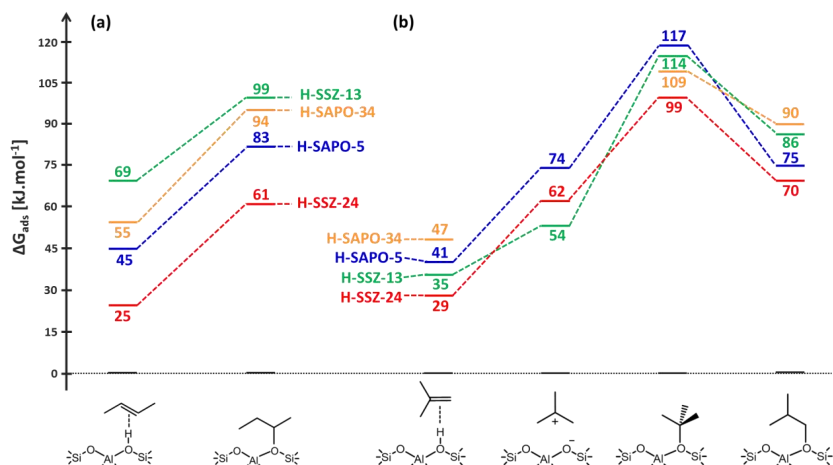 (a)
(b)
ΔG_ads [kJ.mol⁻¹]
120
105
90
75
60
45
30
15
0
99
H-SSZ-13
94
H-SAPO-34
83
H-SAPO-5
69
55
45
61
H-SSZ-24
25
117
114
109
99
90
86
75
70
74
62
54
H-SAPO-34
47
H-SAPO-5
41
H-SSZ-13
35
H-SSZ-24
29
H
Si O Al O Si
O
Si O Al O Si
H
Si O Al O Si
+
−
Si O Al O Si
Si O Al O Si
Si O Al O Si